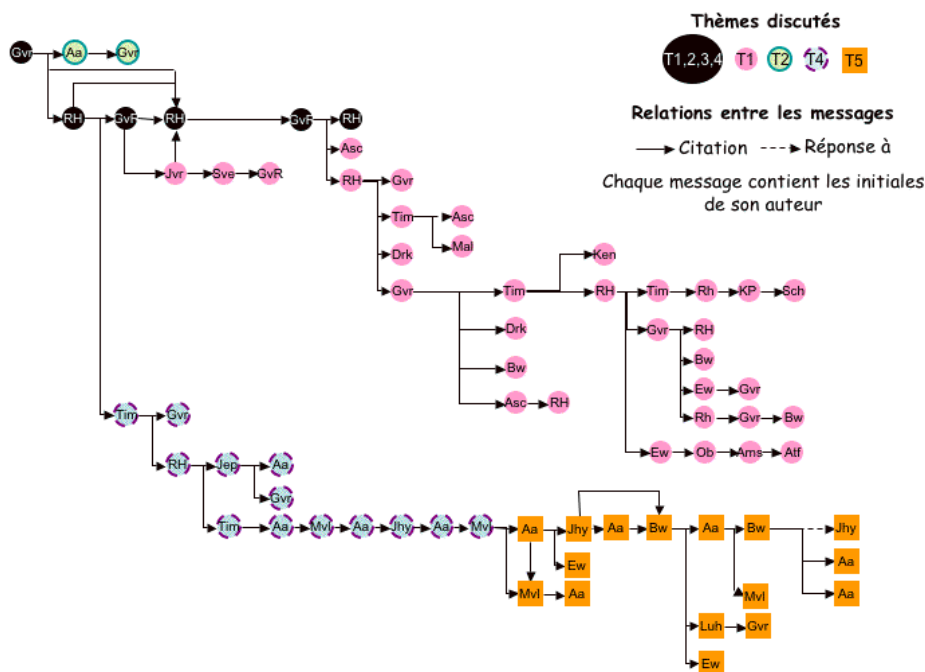 Thèmes discutés
T1,2,3,4 T1 T2 T4 T5
Relations entre les messages
Citation Réponse à
Chaque message contient les initiales
de son auteur
Gvr Aa Gvr
RH GvR RH GvR RH
Asc
Jvr Sve GvR RH Gvr
Tim Asc
Mal
Drk Ken
Gvr Tim RH Tim Rh KP Sch
Drk Gvr RH
Bw Bw
Ew Gvr
Asc RH
Tim Gvr Rh Gvr Bw
Ew Ob Ams Atf
RH Jep Aa
Gvr
Tim Aa Mvl Aa Jhy Aa Mvl Aa Jhy Aa Bw Aa Bw Jhy
Ew Aa
Mvl Aa Mvl Aa
Luh Gvr
Ew